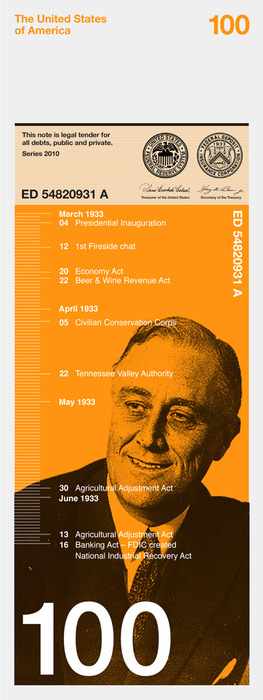 The United States
of America
100
This note is legal tender for
all debts, public and private.
Series 2010
ED 54820931 A
Treasurer of the United States
Secretary of the Treasury
ED 54820931 A
March 1933
04 Presidential Inauguration
12 1st Fireside chat
20 Economy Act
22 Beer & Wine Revenue Act
April 1933
05 Civilian Conservation Corps
22 Tennessee Valley Authority
May 1933
30 Agricultural Adjustment Act
June 1933
13 Agricultural Adjustment Act
16 Banking Act – FDIC created
National Industrial Recovery Act
100